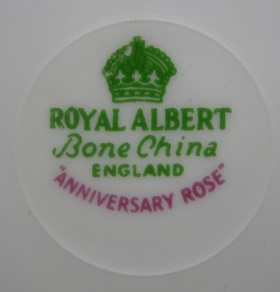 ROYAL ALBERT
Bone China
ENGLAND
"ANNIVERSARY ROSE"